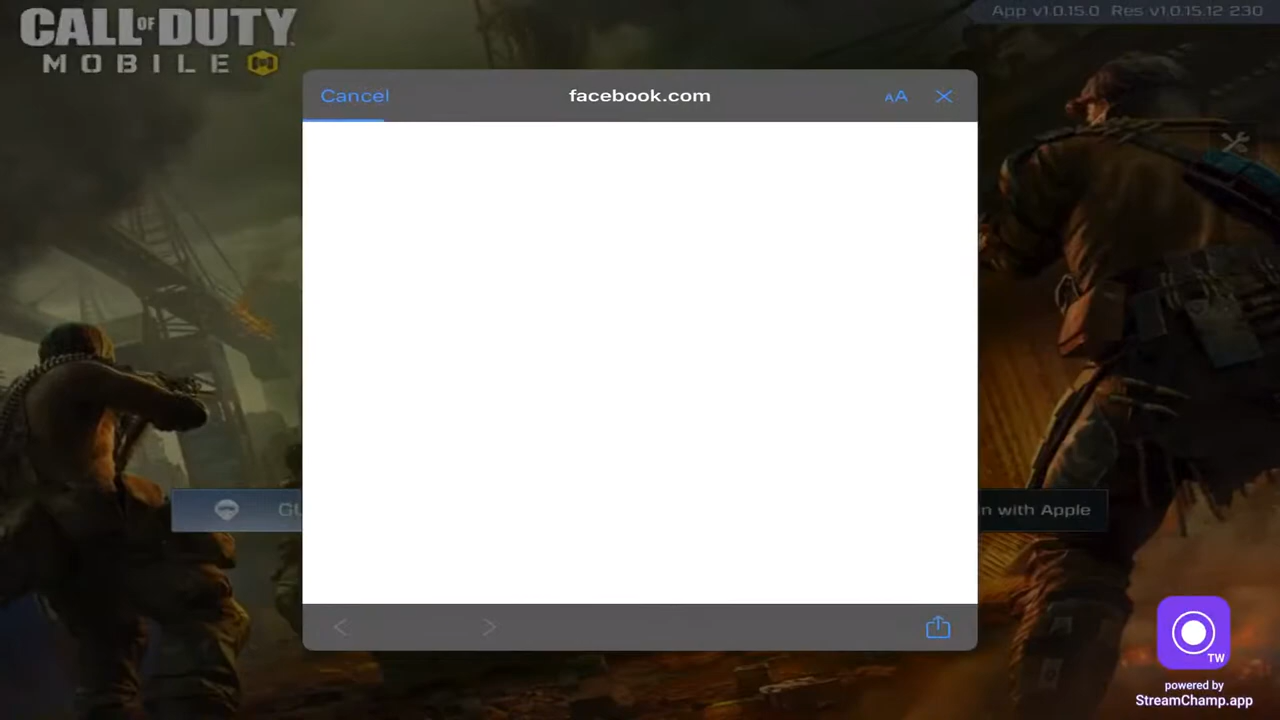 CALL OF DUTY
MOBILE
App v1.0.15.0 Res v1.0.15.12 230
Cancel
facebook.com
AA
GU
n with Apple
TW
powered by
StreamChamp.app